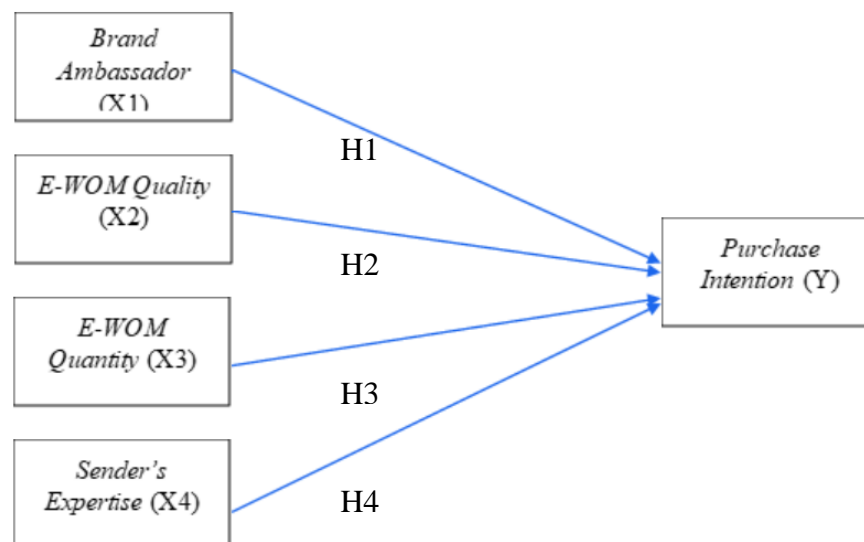 Brand
Ambassador
(X1)
H1
E-WOM Quality
(X2)
H2
Purchase
Intention (Y)
E-WOM
Quantity (X3)
H3
Sender's
Expertise (X4)
H4